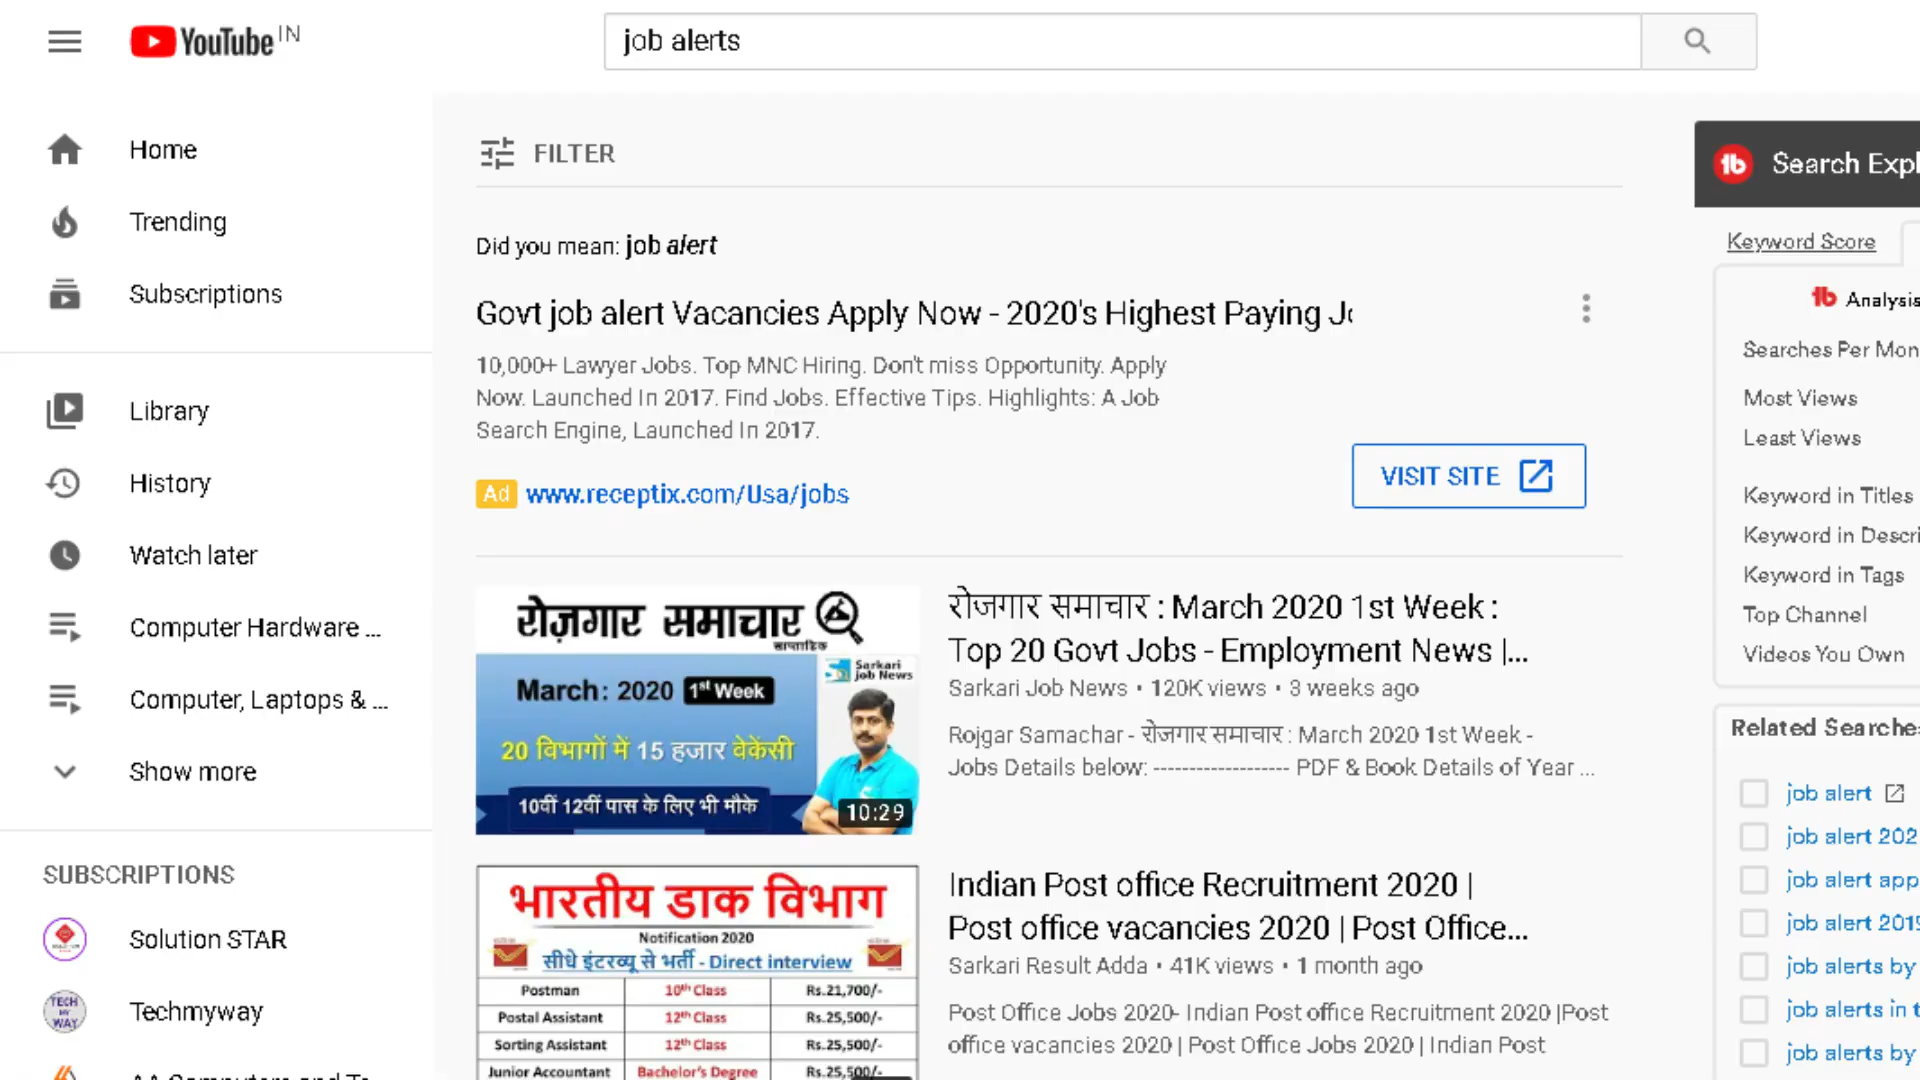 YouTube IN
job alerts
Home
Trending
Subscriptions
Library
History
Watch later
Computer Hardware ...
Computer, Laptops & ...
Show more
SUBSCRIPTIONS
Solution STAR
TECH MY WAY
Techmyway
FILTER
Did you mean: job alert
Govt job alert Vacancies Apply Now - 2020's Highest Paying
10,000+ Lawyer Jobs. Top MNC Hiring. Don't miss Opportunity. Apply
Now. Launched In 2017. Find Jobs. Effective Tips. Highlights: A Job
Search Engine, Launched In 2017.
Ad www.receptix.com/Usa/jobs
VISIT SITE
रोज़गार समाचार
साप्ताहिक
Sarkari
Job News
March: 2020 1st Week
20 विभागों में 15 हजार वेकेंसी
10वीं 12वीं पास के लिए भी मौके
10:29
रोजगार समाचार : March 2020 1st Week :
Top 20 Govt Jobs - Employment News |...
Sarkari Job News • 120K views • 3 weeks ago
Rojgar Samachar - रोजगार समाचार : March 2020 1st Week -
Jobs Details below: ------------------- PDF & Book Details of Year ...
भारतीय डाक विभाग
Notification 2020
सीधे इंटरव्यू से भर्ती - Direct interview
Postman 10th Class Rs.21,700/-
Postal Assistant 12th Class Rs.25,500/-
Sorting Assistant 12th Class Rs.25,500/-
Junior Accountant Bachelor's Degree Rs.25,500/-
Indian Post office Recruitment 2020 |
Post office vacancies 2020 | Post Office...
Sarkari Result Adda • 41K views • 1 month ago
Post Office Jobs 2020- Indian Post office Recruitment 2020 |Post
office vacancies 2020 | Post Office Jobs 2020 | Indian Post
tb Search Expl
Keyword Score
tb Analysis
Searches Per Mon
Most Views
Least Views
Keyword in Titles
Keyword in Descri
Keyword in Tags
Top Channel
Videos You Own
Related Searches
job alert
job alert 202
job alert app
job alert 2019
job alerts by
job alerts in t
job alerts by